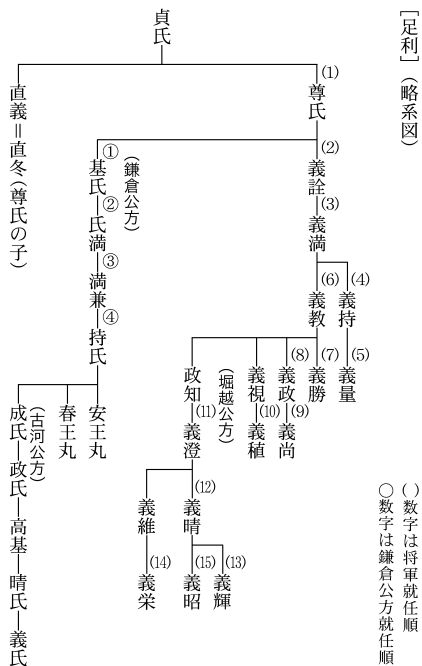 ［足利］（略系図）
貞氏
(1)
尊氏
直義＝直冬（尊氏の子）
(2)
義詮
①
基氏
（鎌倉公方）
(3)
義満
②
氏満
③
満兼
④
持氏
(4)
義持
(5)
義量
(6)
義教
(7)
義勝
(8)
義政
(9)
義尚
義視
(10)
義稙
政知
（堀越公方）
(11)
義澄
(12)
義晴
義維
(13)
義輝
(15)
義昭
(14)
義栄
安王丸
春王丸
成氏
（古河公方）
政氏
高基
晴氏
義氏
( )数字は将軍就任順
○数字は鎌倉公方就任順